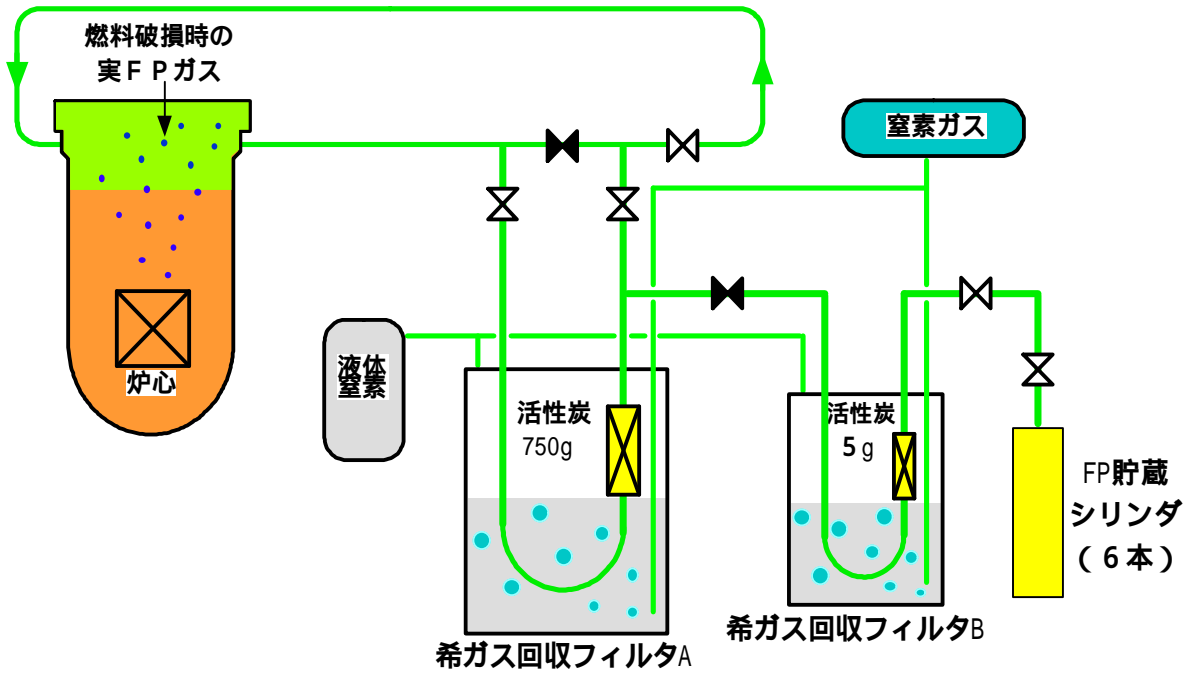 燃料破損時の
実ＦＰガス
窒素ガス
炉心
液体
窒素
活性炭
750g
活性炭
5g
FP貯蔵
シリンダ
（６本）
希ガス回収フィルタA
希ガス回収フィルタB